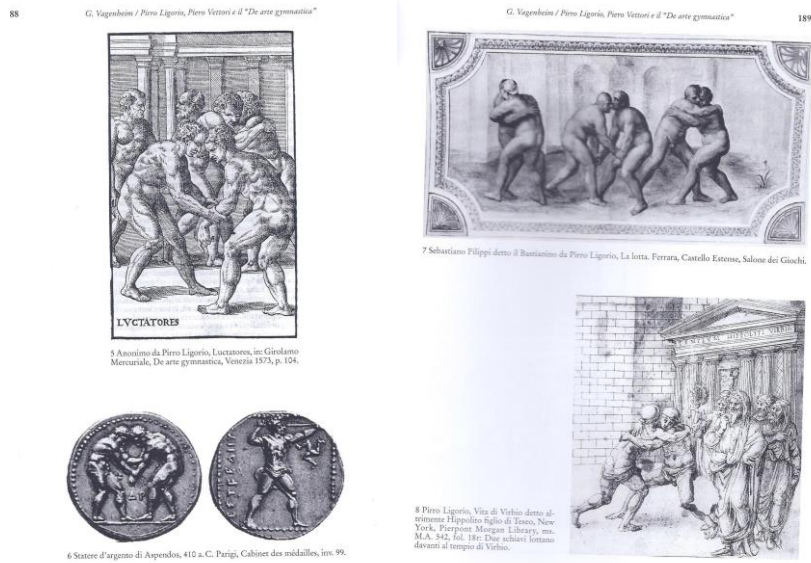 88
G. Vagenheim / Pirro Ligorio, Piero Vettori e il "De arte gymnastica"
LVCTATORES
5 Anonimo da Pirro Ligorio, Luctatores, in: Girolamo
Mercuriale, De arte gymnastica, Venezia 1573, p. 104.
6 Statere d'argento di Aspendos, 410 a. C. Parigi, Cabinet des médailles, inv. 99.
G. Vagenheim / Pirro Ligorio, Piero Vettori e il "De arte gymnastica"
189
7 Sebastiano Filippi detto il Bastianino da Pirro Ligorio, La lotta. Ferrara, Castello Estense, Salone dei Giochi.
TEMPLVM HIPPOLITI VIRBIO
8 Pirro Ligorio, Vita di Virbio detto al-
trimente Hippolito figlio di Teseo, New
York, Pierpont Morgan Library, ms.
M.A. 542, fol. 18r: Due schiavi lottano
davanti al tempio di Virbio.